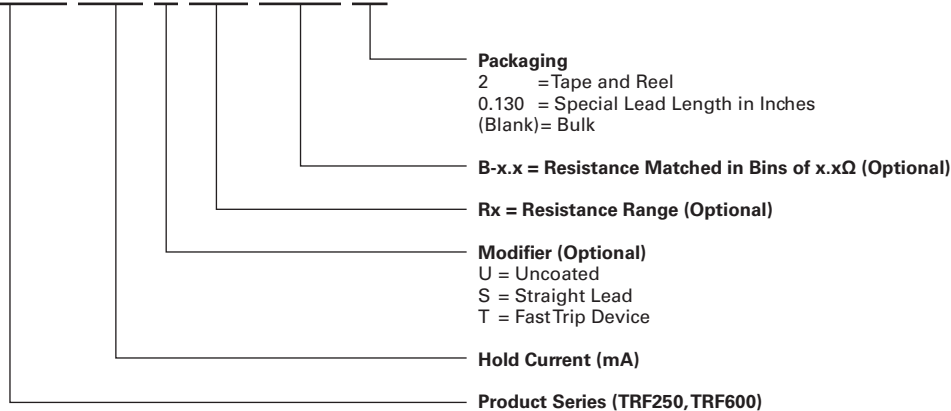 Packaging
2 = Tape and Reel
0.130 = Special Lead Length in Inches
(Blank)= Bulk
B-x.x = Resistance Matched in Bins of x.xΩ (Optional)
Rx = Resistance Range (Optional)
Modifier (Optional)
U = Uncoated
S = Straight Lead
T = Fast Trip Device
Hold Current (mA)
Product Series (TRF250, TRF600)